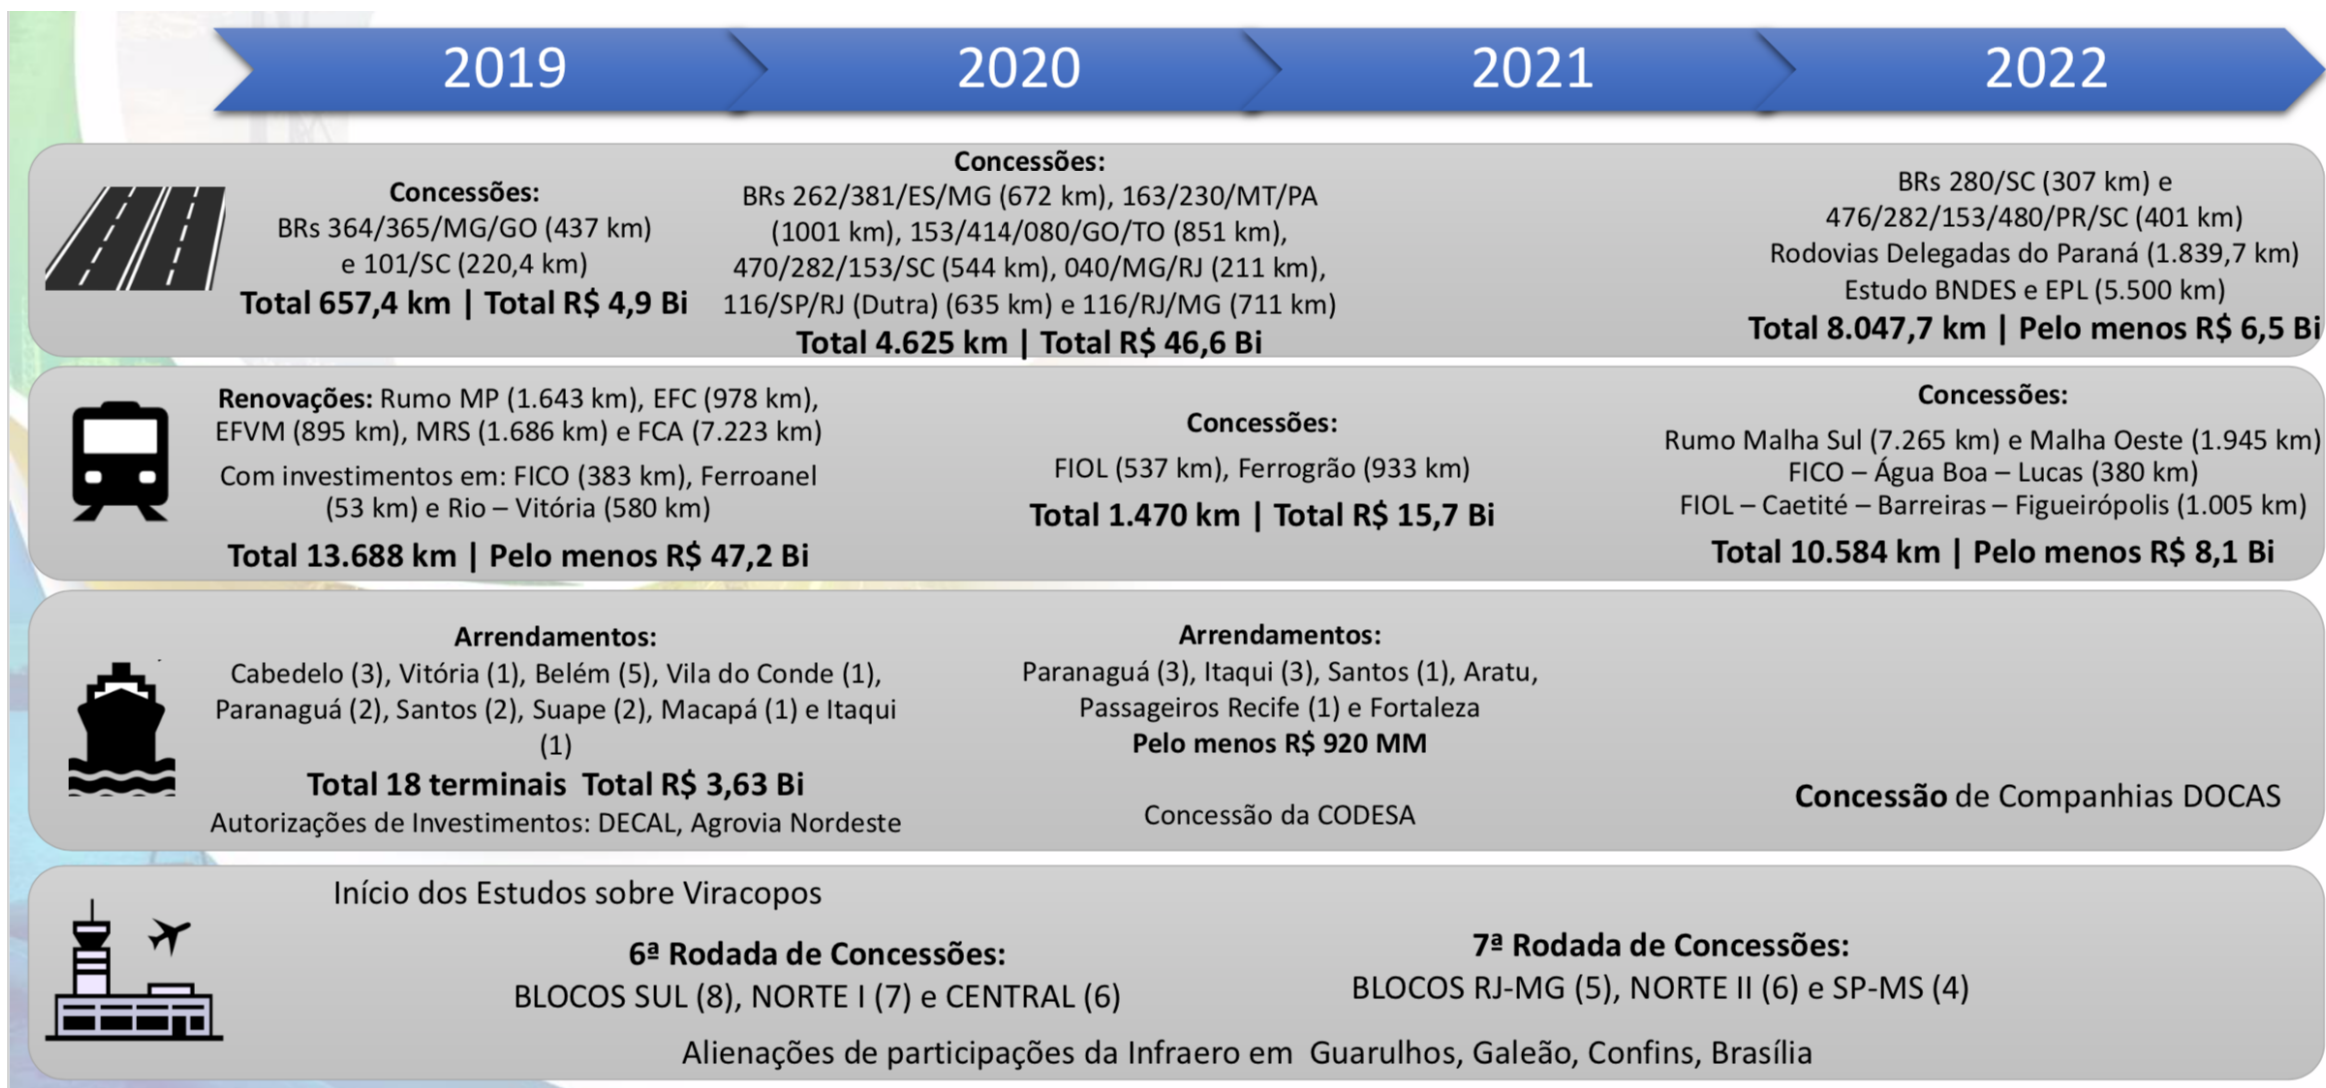 2019
2020
2021
2022
Concessões:
BRs 364/365/MG/GO (437 km)
e 101/SC (220,4 km)
Total 657,4 km | Total R$ 4,9 Bi
Concessões:
BRs 262/381/ES/MG (672 km), 163/230/MT/PA
(1001 km), 153/414/080/GO/TO (851 km),
470/282/153/SC (544 km), 040/MG/RJ (211 km),
116/SP/RJ (Dutra) (635 km) e 116/RJ/MG (711 km)
Total 4.625 km | Total R$ 46,6 Bi
BRs 280/SC (307 km) e
476/282/153/480/PR/SC (401 km)
Rodovias Delegadas do Paraná (1.839,7 km)
Estudo BNDES e EPL (5.500 km)
Total 8.047,7 km | Pelo menos R$ 6,5 Bi
Renovações: Rumo MP (1.643 km), EFC (978 km),
EFVM (895 km), MRS (1.686 km) e FCA (7.223 km)
Com investimentos em: FICO (383 km), Ferroanel
(53 km) e Rio – Vitória (580 km)
Total 13.688 km | Pelo menos R$ 47,2 Bi
Concessões:
FIOL (537 km), Ferrogrão (933 km)
Total 1.470 km | Total R$ 15,7 Bi
Concessões:
Rumo Malha Sul (7.265 km) e Malha Oeste (1.945 km)
FICO – Água Boa – Lucas (380 km)
FIOL – Caetité – Barreiras – Figueirópolis (1.005 km)
Total 10.584 km | Pelo menos R$ 8,1 Bi
Arrendamentos:
Cabedelo (3), Vitória (1), Belém (5), Vila do Conde (1),
Paranaguá (2), Santos (2), Suape (2), Macapá (1) e Itaqui
(1)
Total 18 terminais  Total R$ 3,63 Bi
Autorizações de Investimentos: DECAL, Agrovia Nordeste
Arrendamentos:
Paranaguá (3), Itaqui (3), Santos (1), Aratu,
Passageiros Recife (1) e Fortaleza
Pelo menos R$ 920 MM
Concessão da CODESA
Concessão de Companhias DOCAS
Início dos Estudos sobre Viracopos
6ª Rodada de Concessões:
BLOCOS SUL (8), NORTE I (7) e CENTRAL (6)
7ª Rodada de Concessões:
BLOCOS RJ-MG (5), NORTE II (6) e SP-MS (4)
Alienações de participações da Infraero em  Guarulhos, Galeão, Confins, Brasília